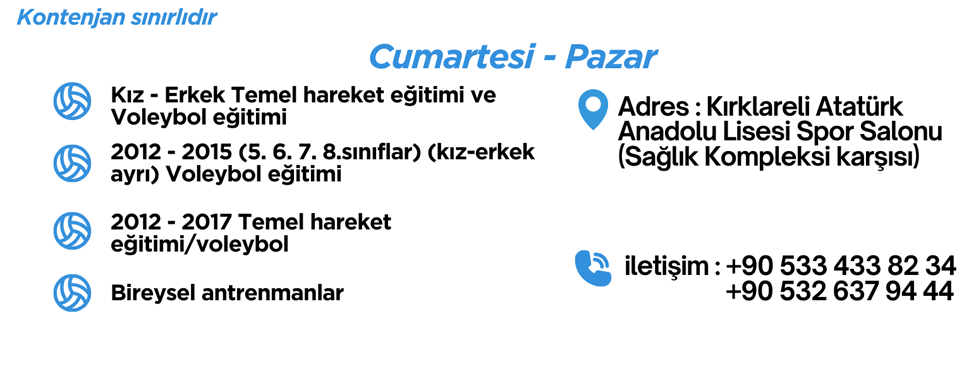 Kontenjan sınırlıdır
Cumartesi - Pazar
Kız - Erkek Temel hareket eğitimi ve
Voleybol eğitimi
2012 - 2015 (5. 6. 7. 8.sınıflar) (kız-erkek
ayrı) Voleybol eğitimi
2012 - 2017 Temel hareket
eğitimi/voleybol
Bireysel antrenmanlar
Adres : Kırklareli Atatürk
Anadolu Lisesi Spor Salonu
(Sağlık Kompleksi karşısı)
iletişim : +90 533 433 82 34
+90 532 637 94 44